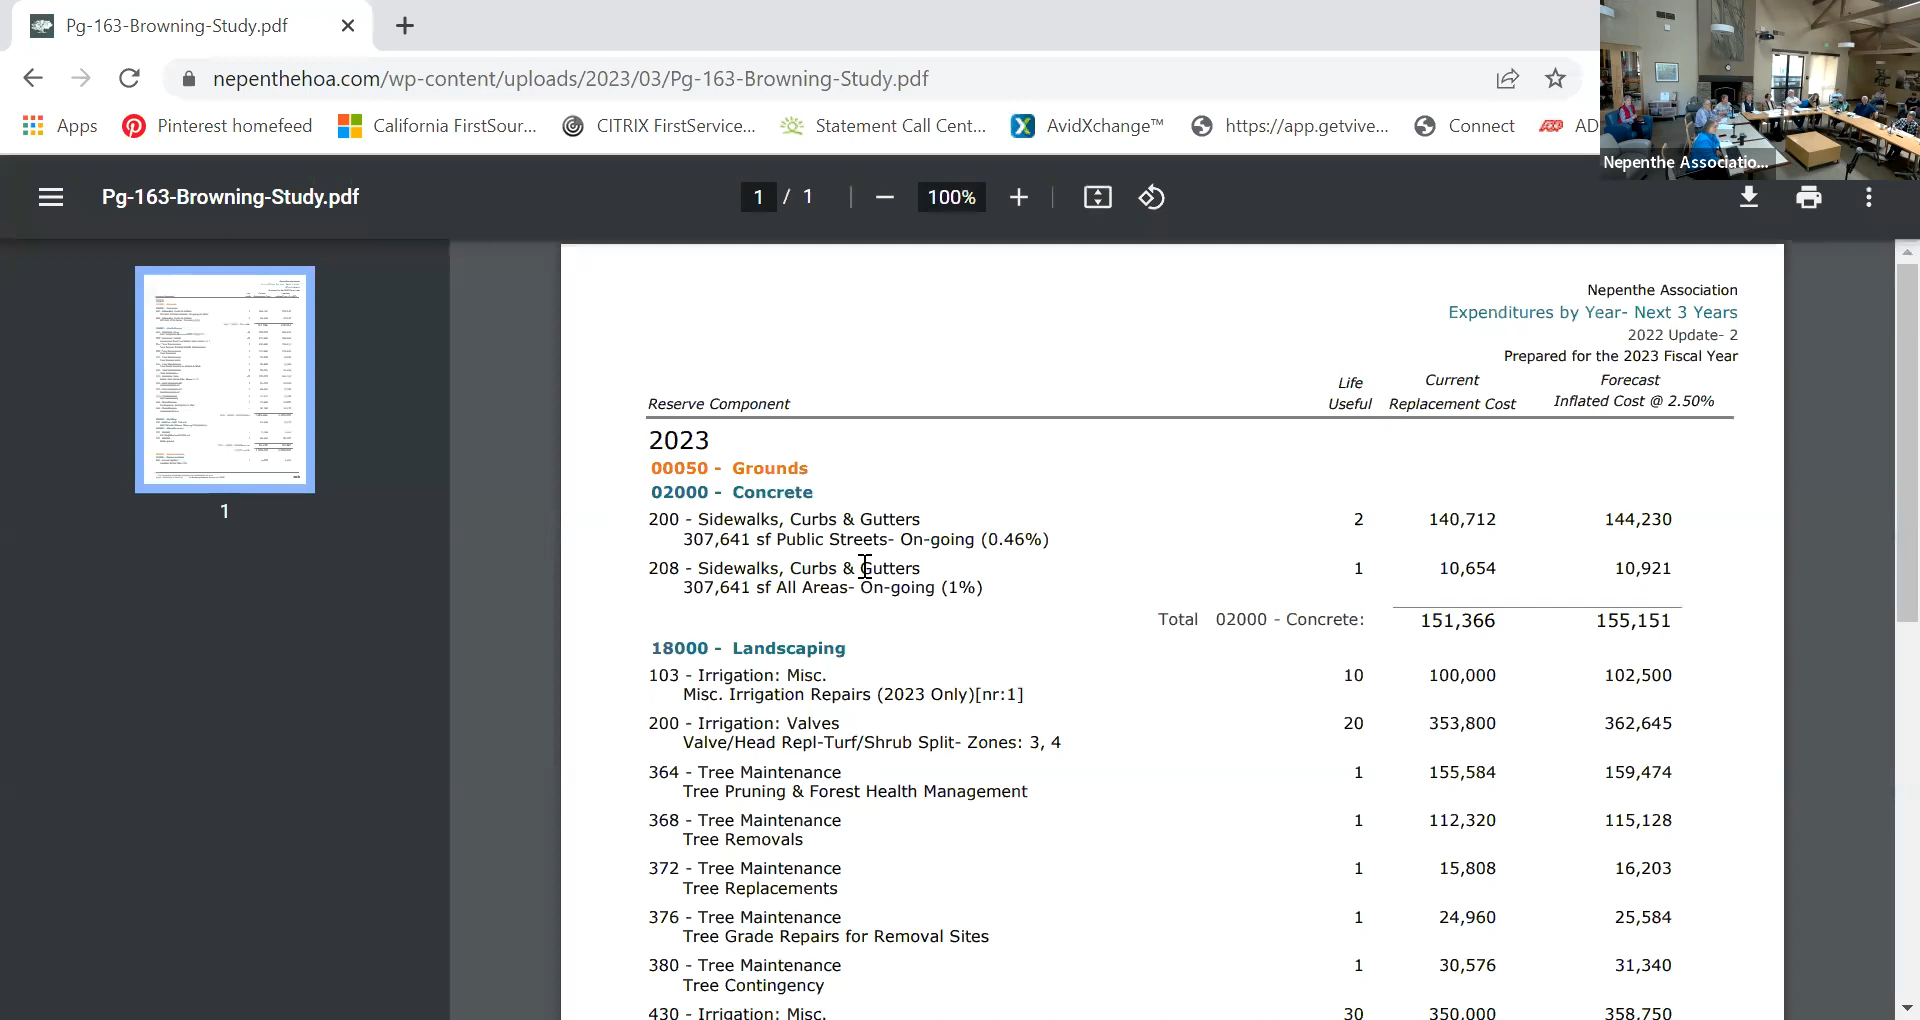 Pg-163-Browning-Study.pdf
nepenthehoa.com/wp-content/uploads/2023/03/Pg-163-Browning-Study.pdf
Apps Pinterest homefeed California FirstSour... CITRIX FirstService... Statement Call Cent... AvidXchange™ https://app.getvive... Connect AD
Nepenthe Associatio...
Pg-163-Browning-Study.pdf 1 / 1 100%
1
Nepenthe Association
Expenditures by Year- Next 3 Years
2022 Update- 2
Prepared for the 2023 Fiscal Year
Life Current Forecast
Reserve Component Useful Replacement Cost Inflated Cost @ 2.50%
2023
00050 - Grounds
02000 - Concrete
200 - Sidewalks, Curbs & Gutters 2 140,712 144,230
307,641 sf Public Streets- On-going (0.46%)
208 - Sidewalks, Curbs & Gutters 1 10,654 10,921
307,641 sf All Areas- On-going (1%)
Total 02000 - Concrete: 151,366 155,151
18000 - Landscaping
103 - Irrigation: Misc. 10 100,000 102,500
Misc. Irrigation Repairs (2023 Only)[nr:1]
200 - Irrigation: Valves 20 353,800 362,645
Valve/Head Repl-Turf/Shrub Split- Zones: 3, 4
364 - Tree Maintenance 1 155,584 159,474
Tree Pruning & Forest Health Management
368 - Tree Maintenance 1 112,320 115,128
Tree Removals
372 - Tree Maintenance 1 15,808 16,203
Tree Replacements
376 - Tree Maintenance 1 24,960 25,584
Tree Grade Repairs for Removal Sites
380 - Tree Maintenance 1 30,576 31,340
Tree Contingency
430 - Irrigation: Misc. 30 350,000 358,750